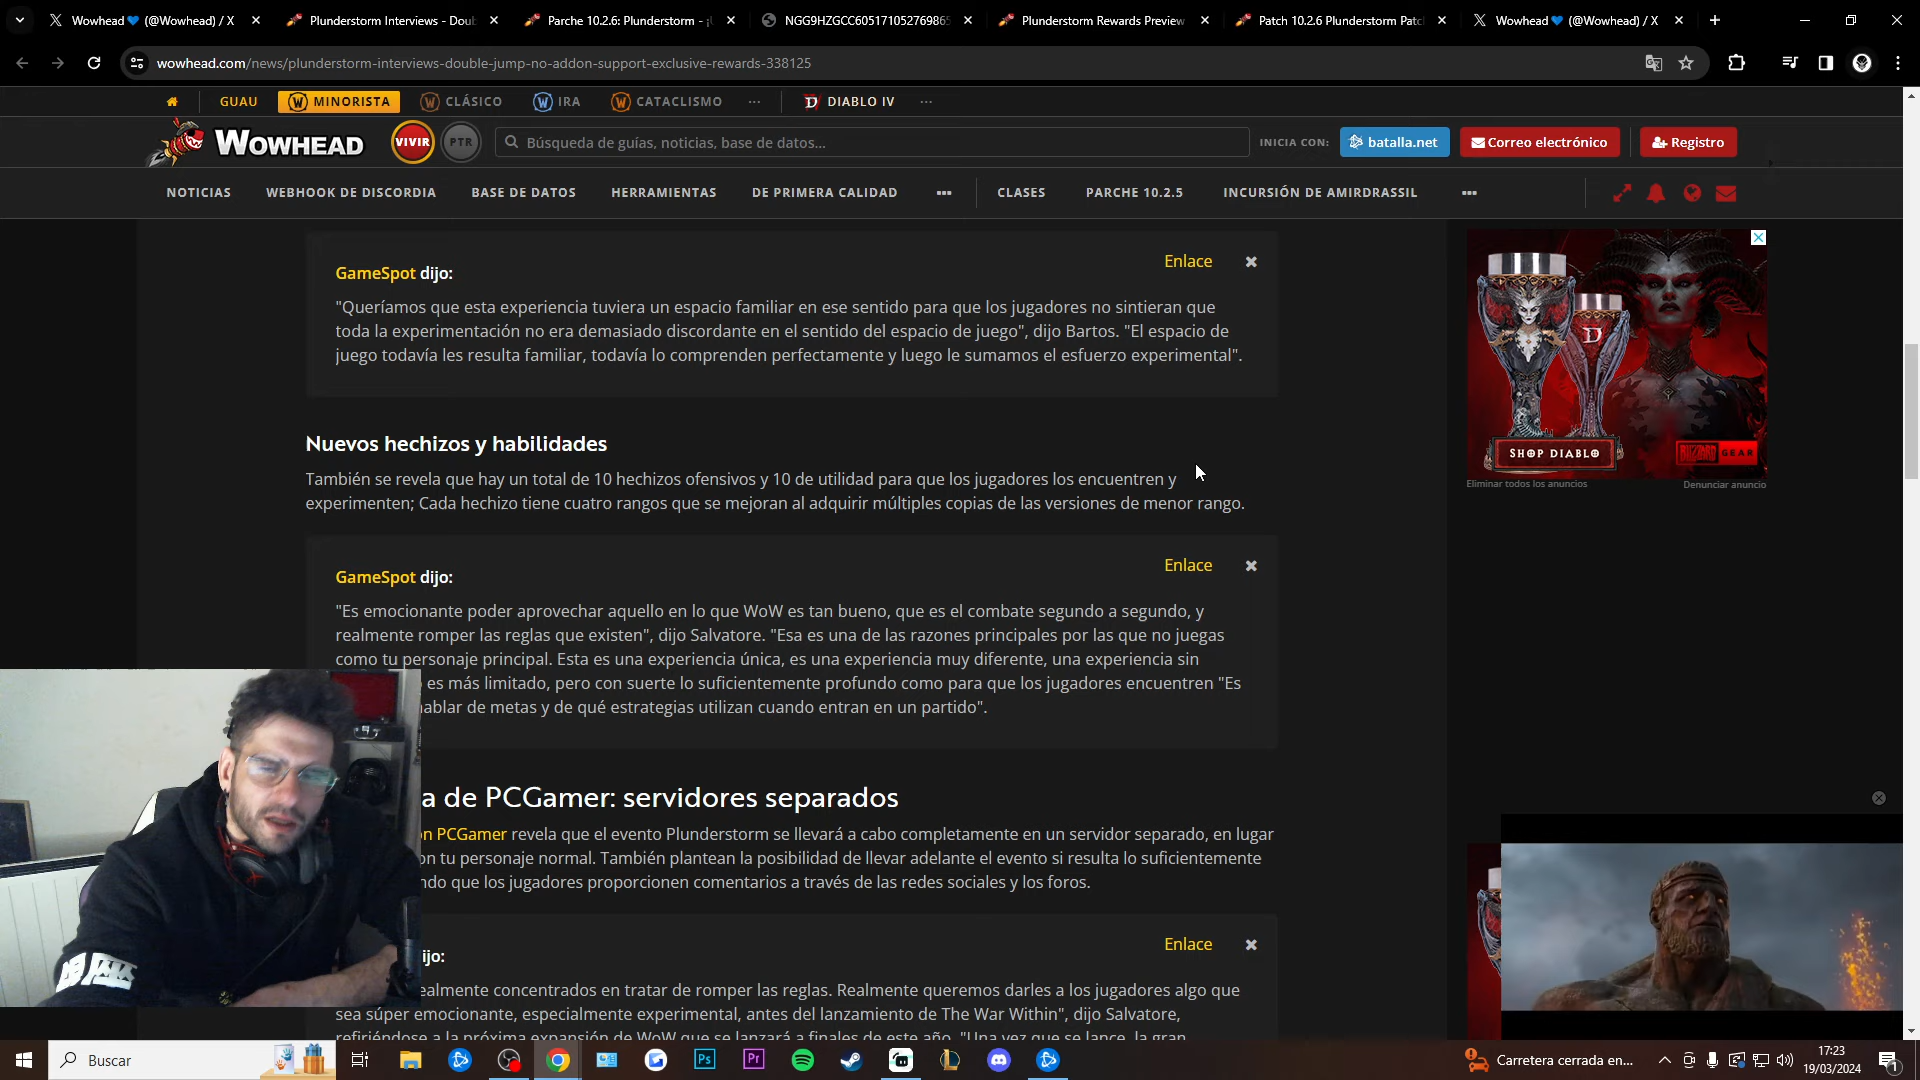 Wowhead💙 (@Wowhead) / X
Plunderstorm Interviews - Doub
Parche 10.2.6: Plunderstorm - ¡
NGG9HZGCC605171052769865
Plunderstorm Rewards Preview
Patch 10.2.6 Plunderstorm Patc
Wowhead💙 (@Wowhead) / X
wowhead.com/news/plunderstorm-interviews-double-jump-no-addon-support-exclusive-rewards-338125
GUAU
MINORISTA
CLÁSICO
IRA
CATACLISMO
DIABLO IV
WOWHEAD
VIVIR
PTR
Búsqueda de guías, noticias, base de datos...
INICIA CON:
batalla.net
Correo electrónico
Registro
NOTICIAS
WEBHOOK DE DISCORDIA
BASE DE DATOS
HERRAMIENTAS
DE PRIMERA CALIDAD
CLASES
PARCHE 10.2.5
INCURSIÓN DE AMIRDRASSIL
GameSpot dijo:
Enlace
"Queríamos que esta experiencia tuviera un espacio familiar en ese sentido para que los jugadores no sintieran que
toda la experimentación no era demasiado discordante en el sentido del espacio de juego", dijo Bartos. "El espacio de
juego todavía les resulta familiar, todavía lo comprenden perfectamente y luego le sumamos el esfuerzo experimental".
Nuevos hechizos y habilidades
También se revela que hay un total de 10 hechizos ofensivos y 10 de utilidad para que los jugadores los encuentren y
experimenten; Cada hechizo tiene cuatro rangos que se mejoran al adquirir múltiples copias de las versiones de menor rango.
GameSpot dijo:
Enlace
"Es emocionante poder aprovechar aquello en lo que WoW es tan bueno, que es el combate segundo a segundo, y
realmente romper las reglas que existen", dijo Salvatore. "Esa es una de las razones principales por las que no juegas
como tu personaje principal. Esta es una experiencia única, es una experiencia muy diferente, una experiencia sin
es más limitado, pero con suerte lo suficientemente profundo como para que los jugadores encuentren "Es
ablar de metas y de qué estrategias utilizan cuando entran en un partido".
a de PCGamer: servidores separados
on PCGamer revela que el evento Plunderstorm se llevará a cabo completamente en un servidor separado, en lugar
on tu personaje normal. También plantean la posibilidad de llevar adelante el evento si resulta lo suficientemente
ndo que los jugadores proporcionen comentarios a través de las redes sociales y los foros.
ijo:
Enlace
ealmente concentrados en tratar de romper las reglas. Realmente queremos darles a los jugadores algo que
sea súper emocionante, especialmente experimental, antes del lanzamiento de The War Within", dijo Salvatore,
refiriéndose a la próxima expansión de WoW que se lanzará a finales de este año. "Una vez que se lance, la gran
SHOP DIABLO
BLIZZARD GEAR
Eliminar todos los anuncios
Denunciar anuncio
Buscar
Ps
Pr
Carretera cerrada en...
17:23
19/03/2024
1